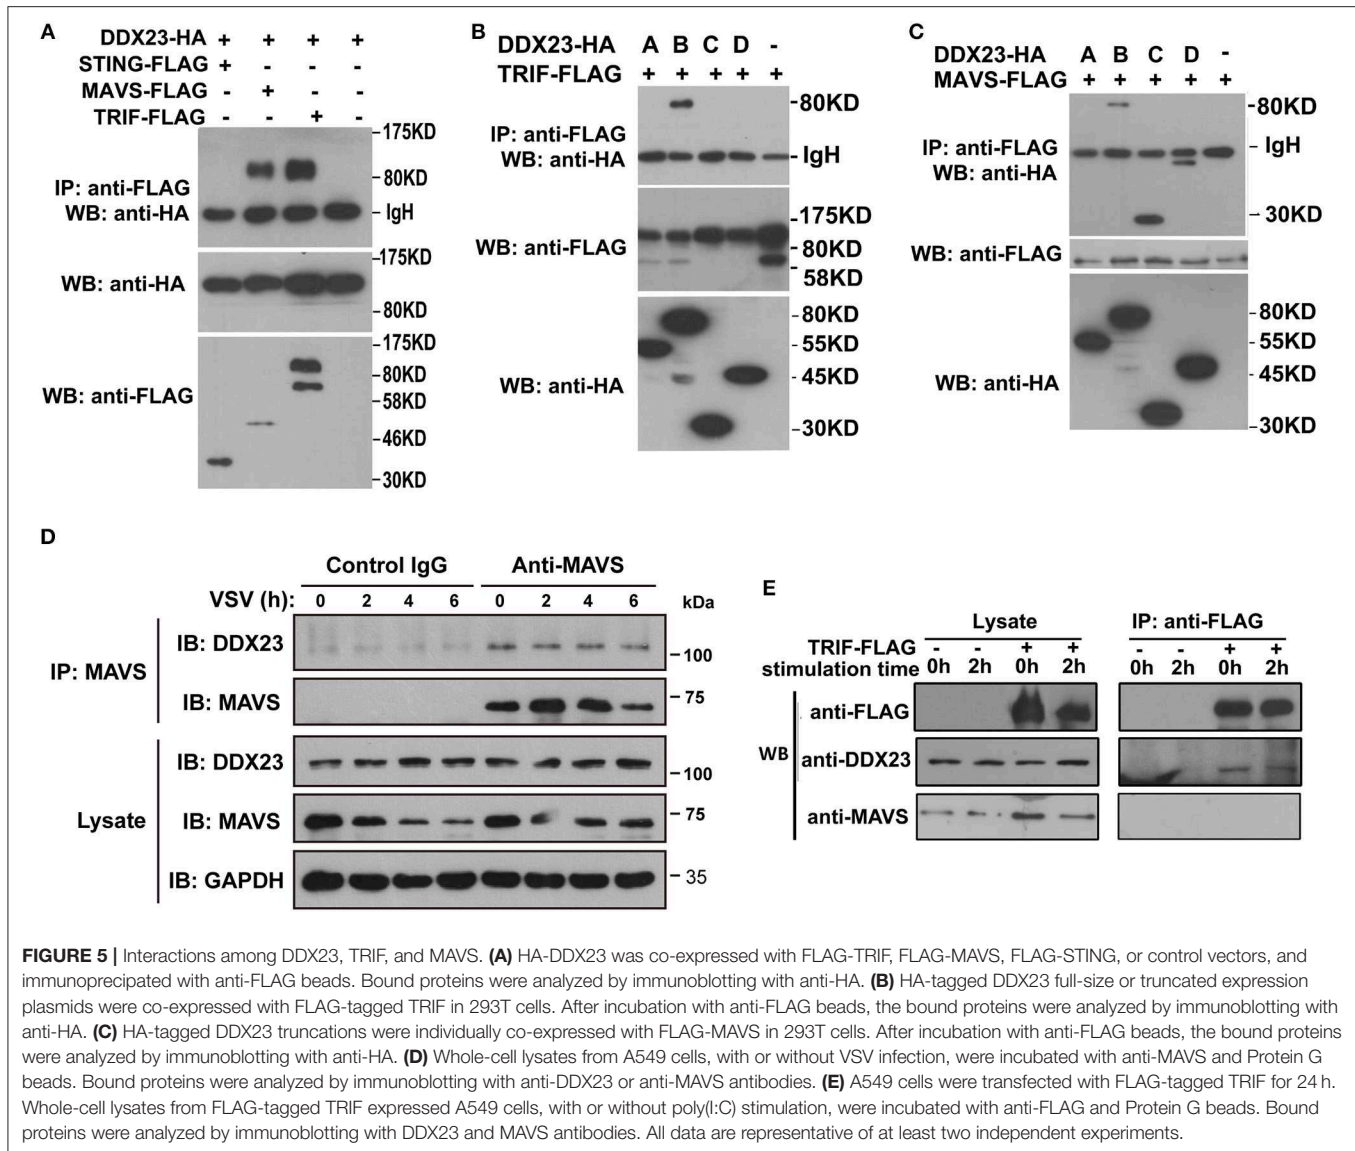 A
DDX23-HA + + + +
STING-FLAG + - - -
MAVS-FLAG - + - -
TRIF-FLAG - - + -
-175KD
IP: anti-FLAG -80KD
WB: anti-HA - IgH
-175KD
WB: anti-HA
-80KD
-175KD
-80KD
WB: anti-FLAG -58KD
-46KD
-30KD
B
DDX23-HA A B C D -
TRIF-FLAG + + + + +
-80KD
IP: anti-FLAG
WB: anti-HA - IgH
-175KD
WB: anti-FLAG -80KD
-58KD
-80KD
-55KD
WB: anti-HA -45KD
-30KD
C
DDX23-HA A B C D -
MAVS-FLAG + + + + +
-80KD
IP: anti-FLAG - IgH
WB: anti-HA
-30KD
WB: anti-FLAG
-80KD
-55KD
WB: anti-HA -45KD
-30KD
D
Control IgG Anti-MAVS
VSV (h): 0 2 4 6 0 2 4 6 kDa
IP: MAVS
IB: DDX23 - 100
IB: MAVS - 75
Lysate
IB: DDX23 - 100
IB: MAVS - 75
IB: GAPDH - 35
E
Lysate IP: anti-FLAG
TRIF-FLAG - - + + - - + +
stimulation time 0h 2h 0h 2h 0h 2h 0h 2h
WB
anti-FLAG
anti-DDX23
anti-MAVS
FIGURE 5 | Interactions among DDX23, TRIF, and MAVS. (A) HA-DDX23 was co-expressed with FLAG-TRIF, FLAG-MAVS, FLAG-STING, or control vectors, and
immunoprecipated with anti-FLAG beads. Bound proteins were analyzed by immunoblotting with anti-HA. (B) HA-tagged DDX23 full-size or truncated expression
plasmids were co-expressed with FLAG-tagged TRIF in 293T cells. After incubation with anti-FLAG beads, the bound proteins were analyzed by immunoblotting with
anti-HA. (C) HA-tagged DDX23 truncations were individually co-expressed with FLAG-MAVS in 293T cells. After incubation with anti-FLAG beads, the bound proteins
were analyzed by immunoblotting with anti-HA. (D) Whole-cell lysates from A549 cells, with or without VSV infection, were incubated with anti-MAVS and Protein G
beads. Bound proteins were analyzed by immunoblotting with anti-DDX23 or anti-MAVS antibodies. (E) A549 cells were transfected with FLAG-tagged TRIF for 24 h.
Whole-cell lysates from FLAG-tagged TRIF expressed A549 cells, with or without poly(I:C) stimulation, were incubated with anti-FLAG and Protein G beads. Bound
proteins were analyzed by immunoblotting with DDX23 and MAVS antibodies. All data are representative of at least two independent experiments.